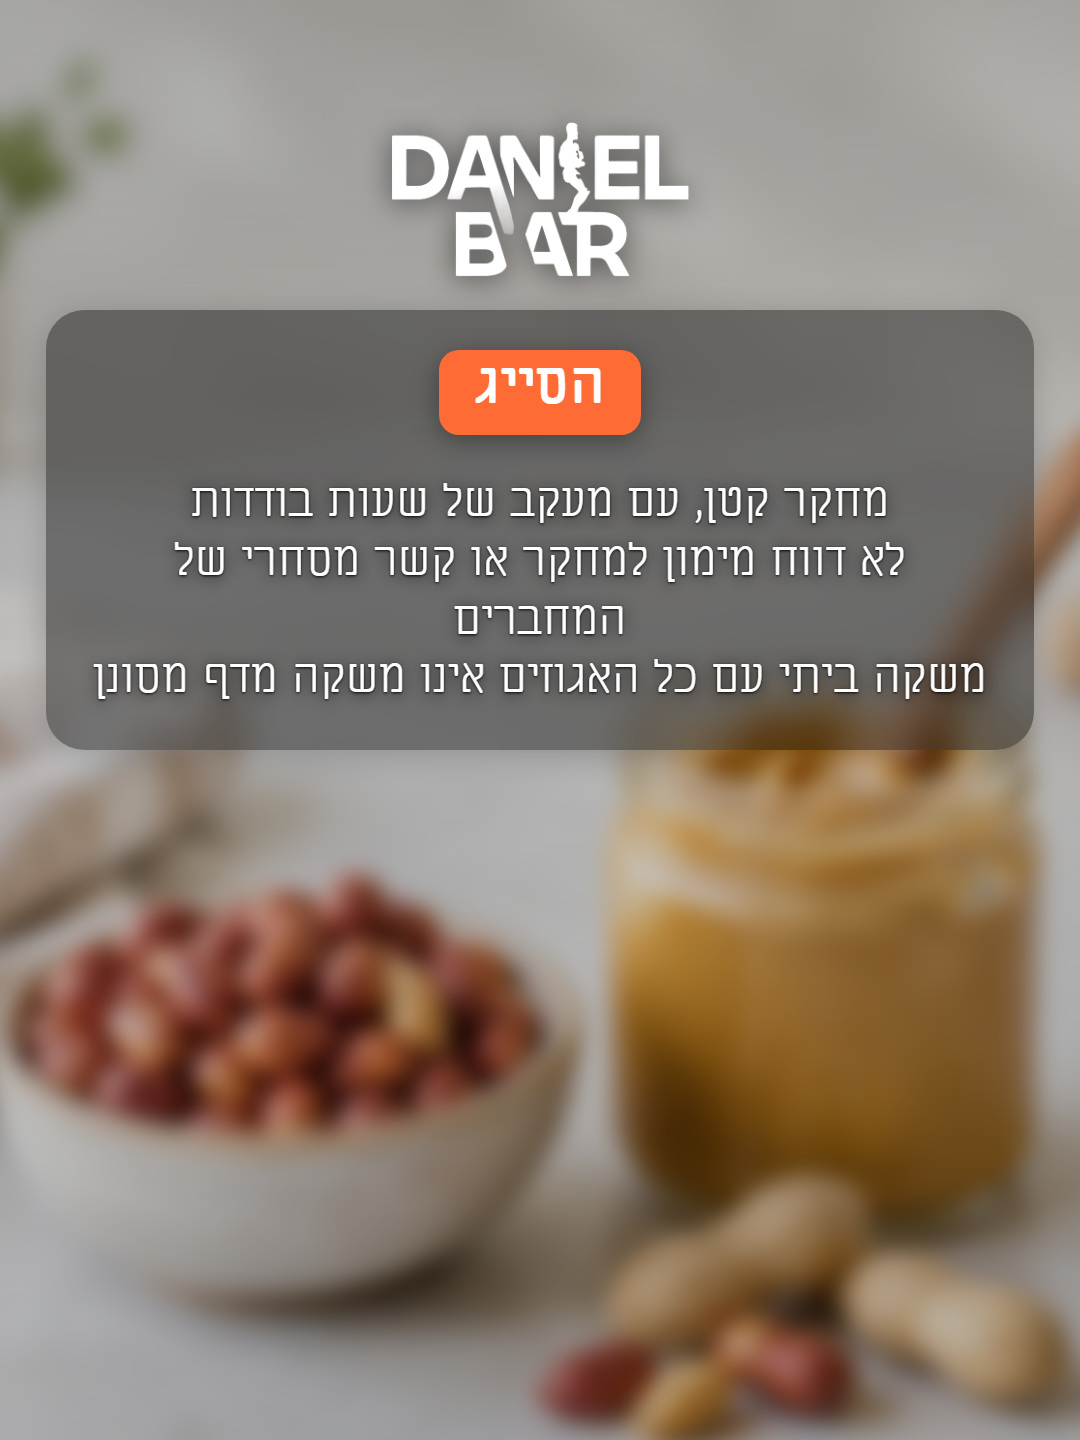 DANIEL
BAR
הסייג
מחקר קטן, עם מעקב של שעות בודדות
לא דווח מימון למחקר או קשר מסחרי של
המחברים
משקה ביתי עם כל האגוזים אינו משקה מדף מסונן